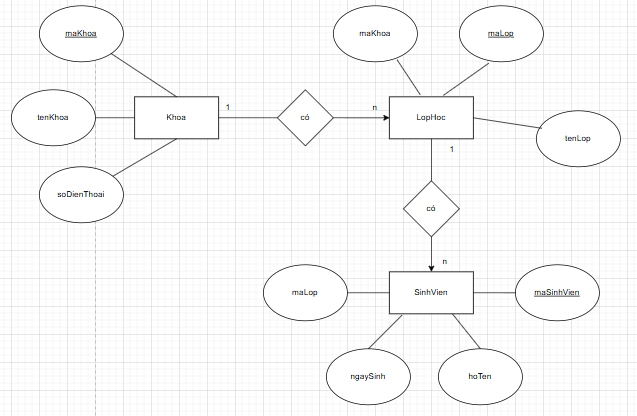 maKhoa
maKhoa
maLop
tenKhoa
Khoa
1
có
n
LopHoc
tenLop
1
soDienThoai
có
n
maLop
SinhVien
maSinhVien
ngaySinh
hoTen